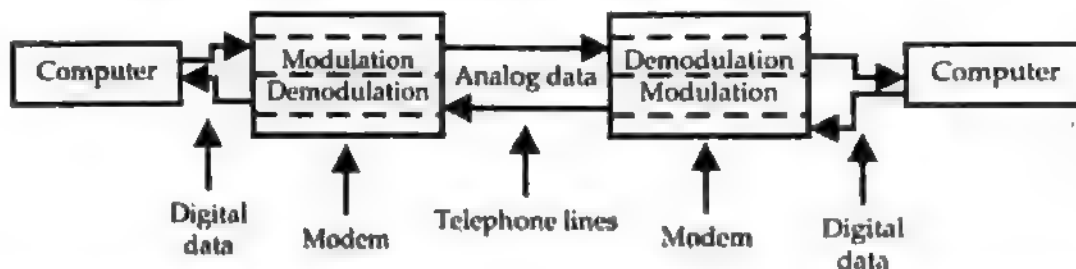 Computer
Modulation
Demodulation
Analog data
Demodulation
Modulation
Computer
Digital
data
Modem
Telephone lines
Modem
Digital
data